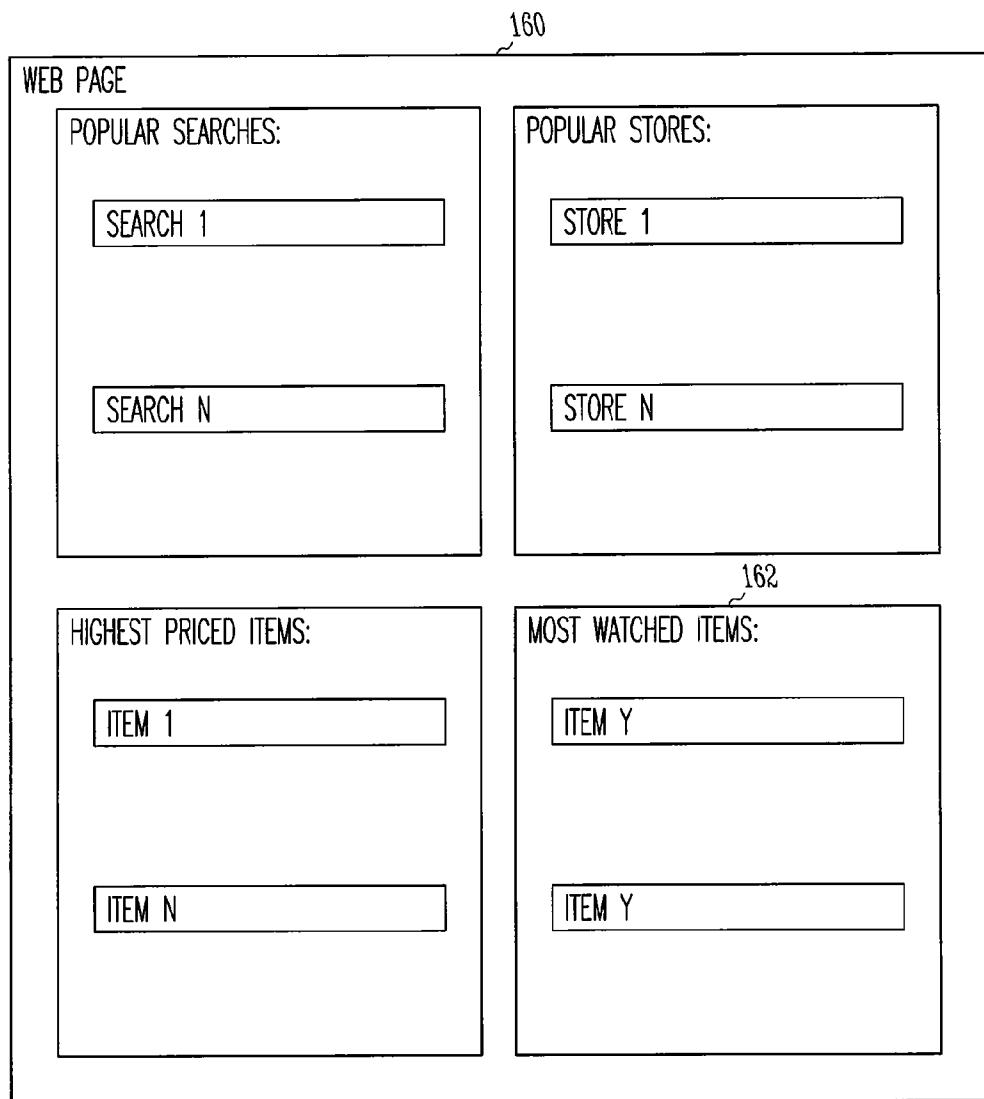 160
WEB PAGE
POPULAR SEARCHES:
SEARCH 1
SEARCH N
POPULAR STORES:
STORE 1
STORE N
HIGHEST PRICED ITEMS:
ITEM 1
ITEM N
162
MOST WATCHED ITEMS:
ITEM Y
ITEM Y